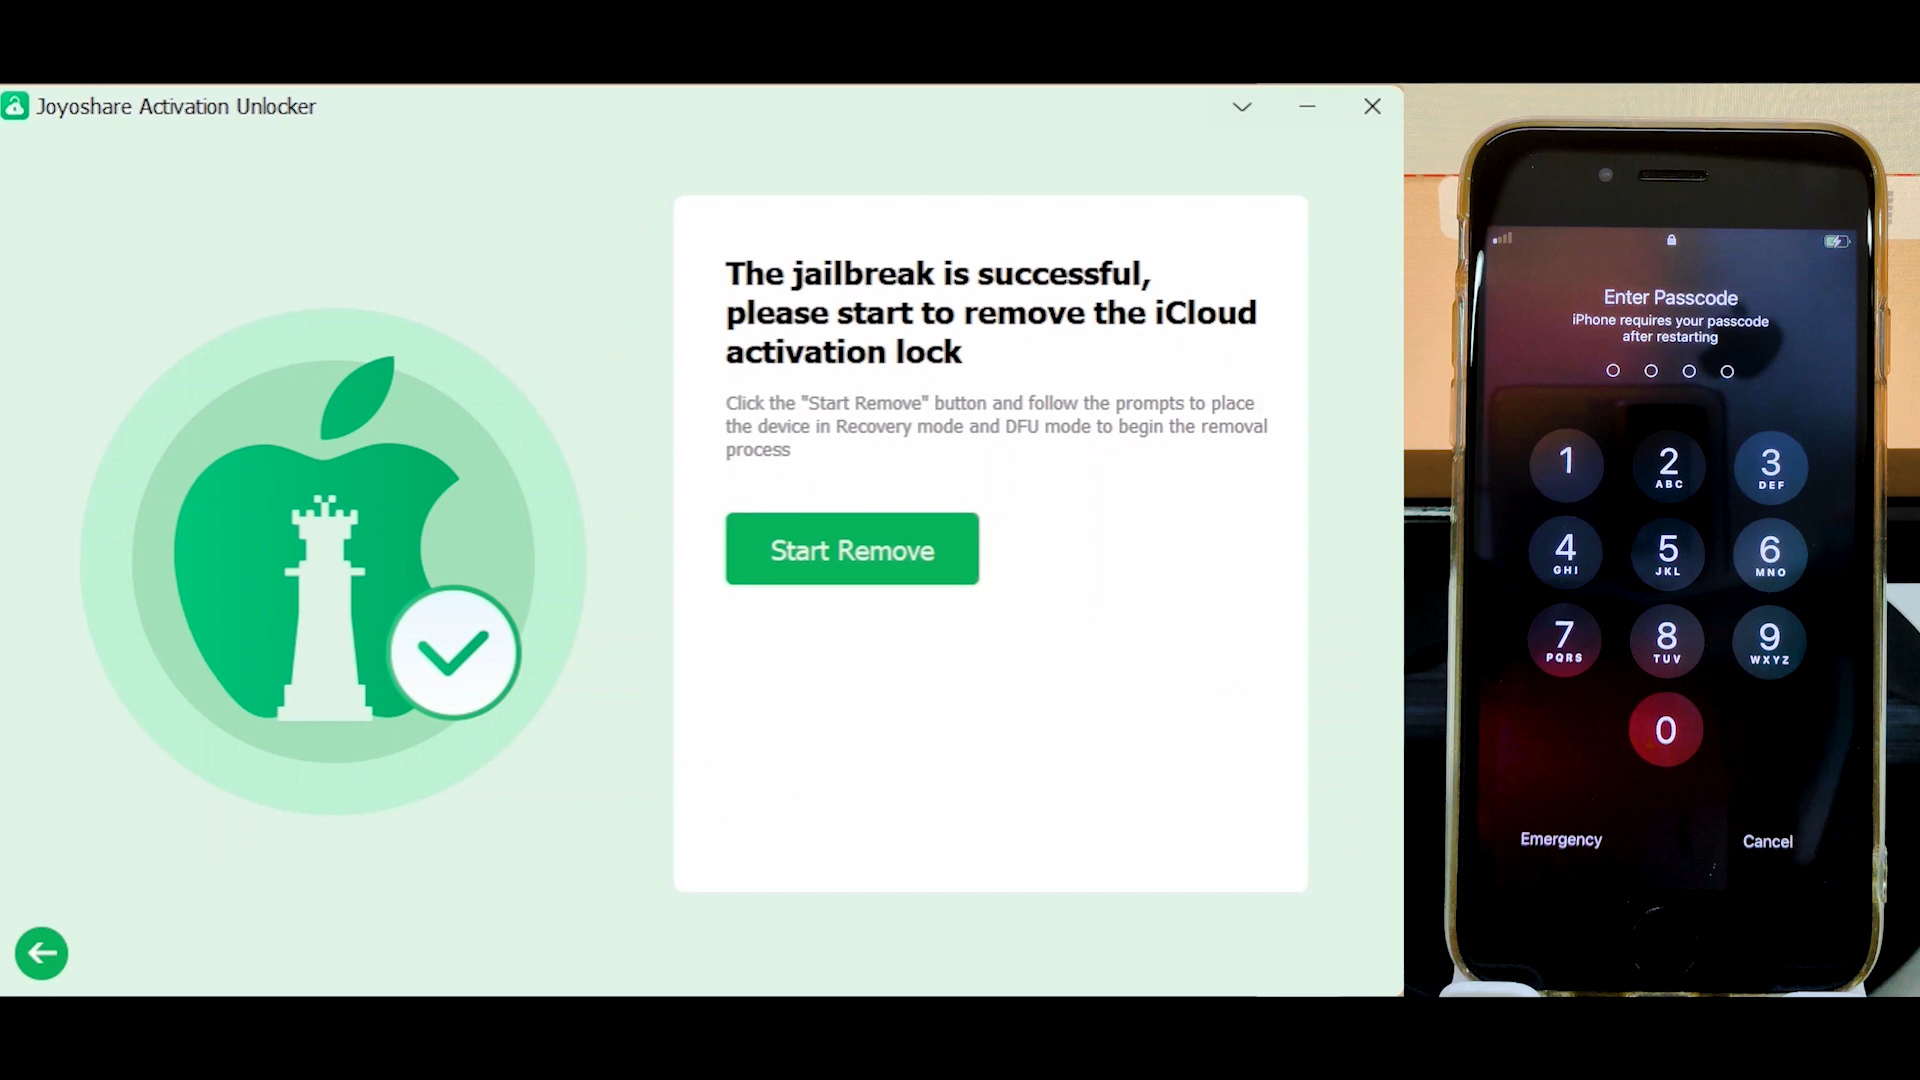 Joyoshare Activation Unlocker
The jailbreak is successful,
please start to remove the iCloud
activation lock
Click the "Start Remove" button and follow the prompts to place
the device in Recovery mode and DFU mode to begin the removal
process
Start Remove
Enter Passcode
iPhone requires your passcode
after restarting
1
2
ABC
3
DEF
4
GHI
5
JKL
6
MNO
7
PQRS
8
TUV
9
WXYZ
0
Emergency
Cancel